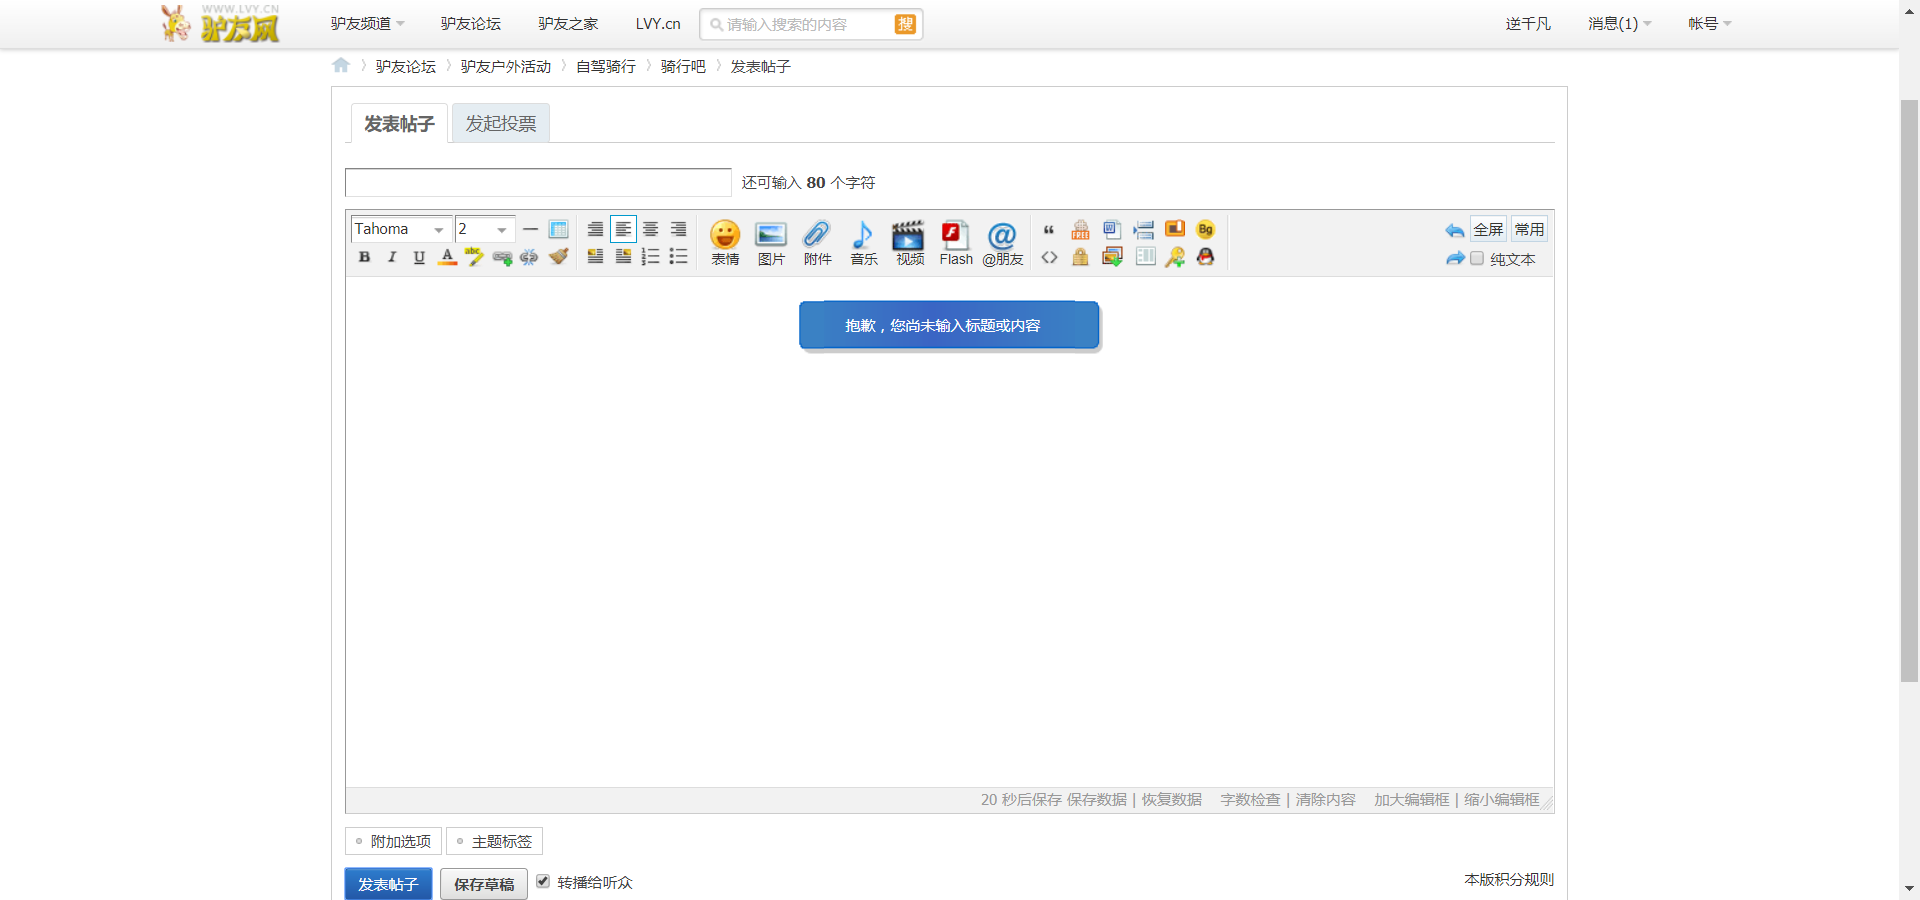 WWW.LVY.CN
驴友网
驴友频道 驴友论坛 驴友之家 LVY.cn 请输入搜索的内容 搜 逆千凡 消息(1) 帐号
驴友论坛 驴友户外活动 自驾骑行 骑行吧 发表帖子
发表帖子 发起投票
还可输入 80 个字符
Tahoma 2 Bg 全屏 常用
B I U A abc 表情 图片 附件 音乐 视频 Flash @朋友 纯文本
抱歉，您尚未输入标题或内容
20 秒后保存 保存数据 | 恢复数据 字数检查 | 清除内容 加大编辑框 | 缩小编辑框
附加选项 主题标签
发表帖子 保存草稿 转播给听众 本版积分规则